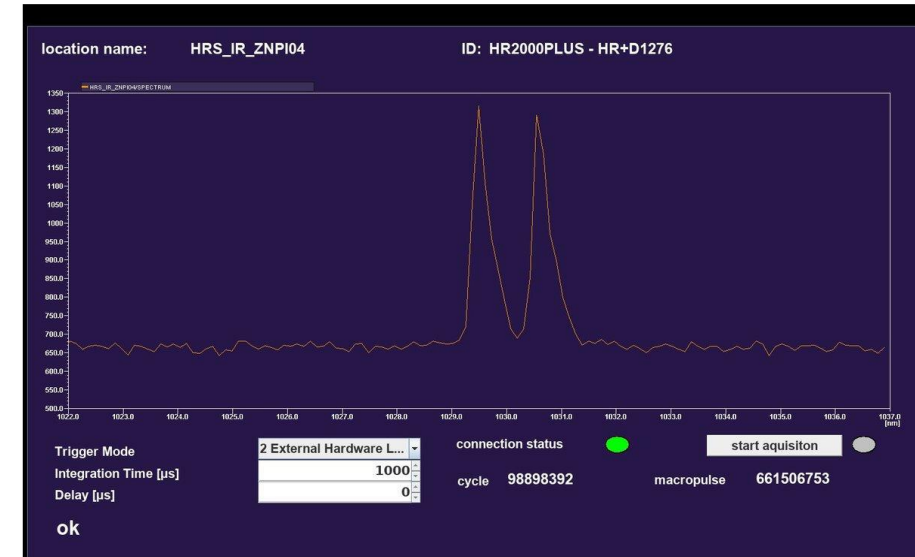 location name: HRS_IR_ZNPI04 ID: HR2000PLUS - HR+D1276
HRS_IR_ZNPI04/SPECTRUM
1350
1300
1250
1200
1150
1100
1050
1000
950.0
900.0
850.0
800.0
750.0
700.0
650.0
600.0
550.0
500.0
1022.0 1023.0 1024.0 1025.0 1026.0 1027.0 1028.0 1029.0 1030.0 1031.0 1032.0 1033.0 1034.0 1035.0 1036.0 1037.0
[nm]
Trigger Mode 2 External Hardware L... connection status start aquisiton
Integration Time [µs] 1000 cycle 98898392 macropulse 661506753
Delay [µs] 0
ok